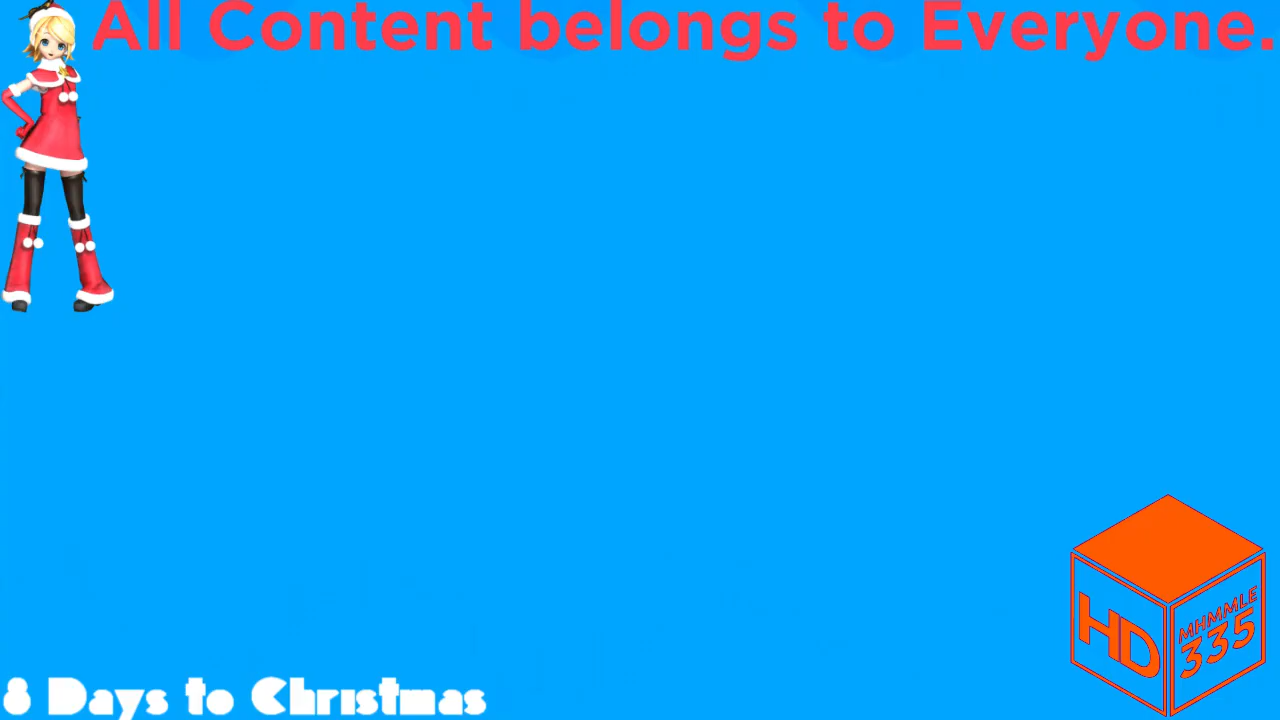 All Content belongs to Everyone.
HD
MHMMLE
335
8 Days to Christmas